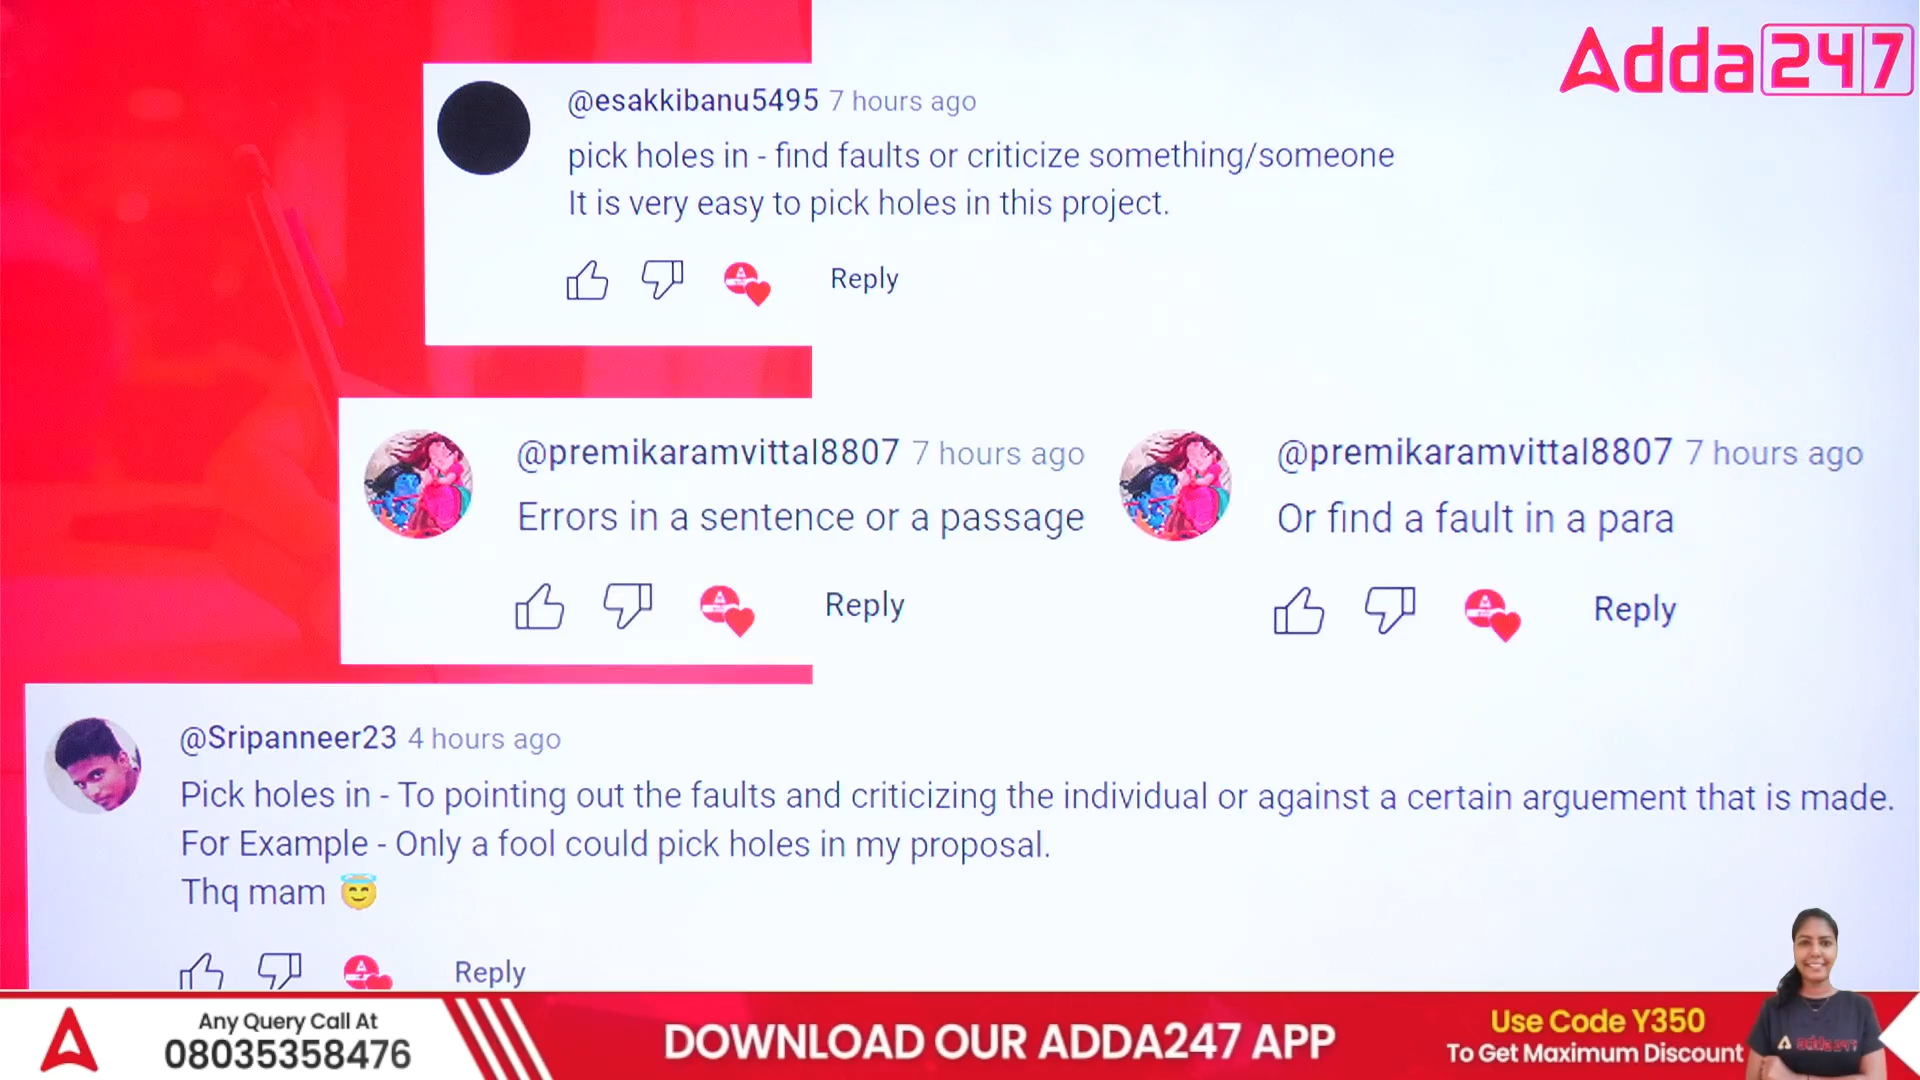 Adda247
@esakkibanu5495 7 hours ago
pick holes in - find faults or criticize something/someone
It is very easy to pick holes in this project.
Reply
@premikaramvittal8807 7 hours ago
Errors in a sentence or a passage
Reply
@premikaramvittal8807 7 hours ago
Or find a fault in a para
Reply
@Sripanneer23 4 hours ago
Pick holes in - To pointing out the faults and criticizing the individual or against a certain arguement that is made.
For Example - Only a fool could pick holes in my proposal.
Thq mam 😇
Reply
Any Query Call At
08035358476
DOWNLOAD OUR ADDA247 APP
Use Code Y350
To Get Maximum Discount
adda247